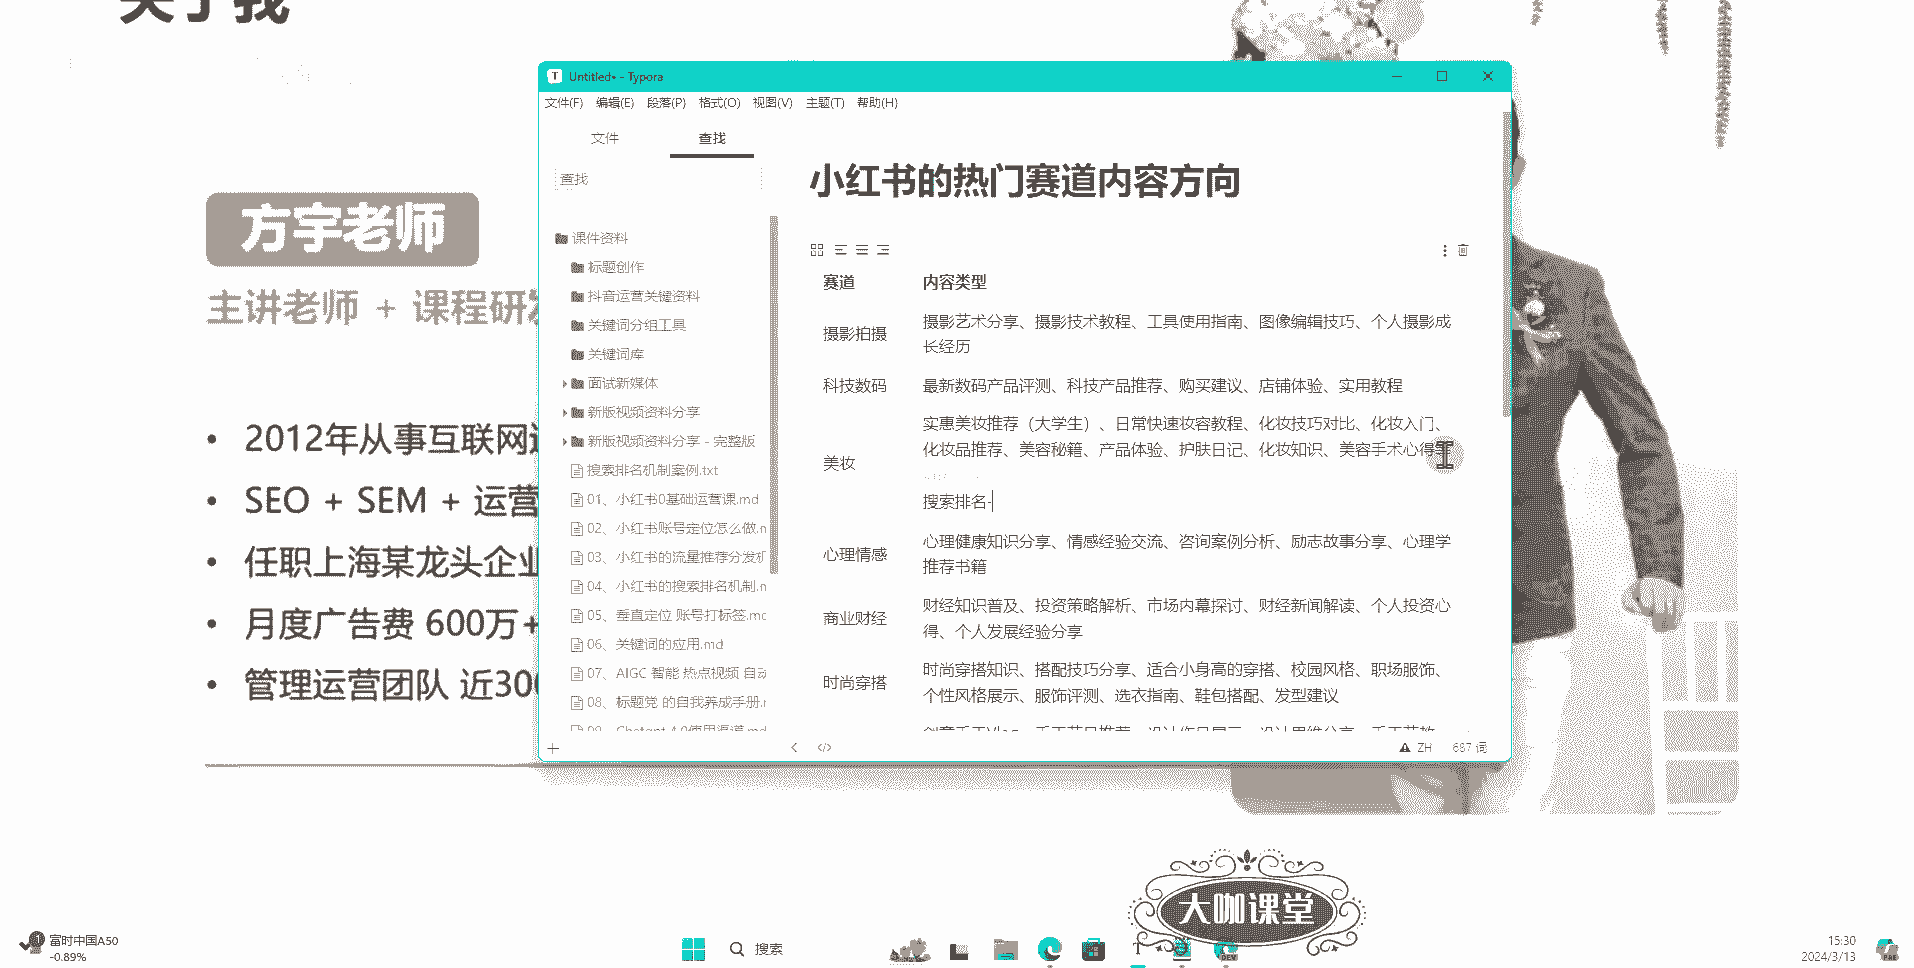 关于我
方宇老师
主讲老师 + 课程研发
2012年从事互联网
SEO + SEM + 运营
任职上海某龙头企业
月度广告费 600万+
管理运营团队 近300
Untitled• - Typora
文件(F) 编辑(E) 段落(P) 格式(O) 视图(V) 主题(T) 帮助(H)
文件 查找
查找
课件资料
标题创作
抖音运营关键资料
关键词分组工具
关键词库
面试新媒体
新版视频资料分享
新版视频资料分享 - 完整版
搜索排名机制案例.txt
01、小红书0基础运营课.md
02、小红书账号定位怎么做.
03、小红书的流量推荐分发机
04、小红书的搜索排名机制.
05、垂直定位 账号打标签.md
06、关键词的应用.md
07、AIGC 智能 热点视频 自动
08、标题党 的自我养成手册.
小红书的热门赛道内容方向
赛道 内容类型
摄影拍摄
摄影艺术分享、摄影技术教程、工具使用指南、图像编辑技巧、个人摄影成
长经历
科技数码 最新数码产品评测、科技产品推荐、购买建议、店铺体验、实用教程
美妆
实惠美妆推荐（大学生）、日常快速妆容教程、化妆技巧对比、化妆入门、
化妆品推荐、美容秘籍、产品体验、护肤日记、化妆知识、美容手术心得等
搜索排名-
心理情感
心理健康知识分享、情感经验交流、咨询案例分析、励志故事分享、心理学
推荐书籍
商业财经
财经知识普及、投资策略解析、市场内幕探讨、财经新闻解读、个人投资心
得、个人发展经验分享
时尚穿搭
时尚穿搭知识、搭配技巧分享、适合小身高的穿搭、校园风格、职场服饰、
个性风格展示、服饰评测、选衣指南、鞋包搭配、发型建议
ZH 687 词
大咖课堂
富时中国A50
-0.89%
搜索
15:30
2024/3/13